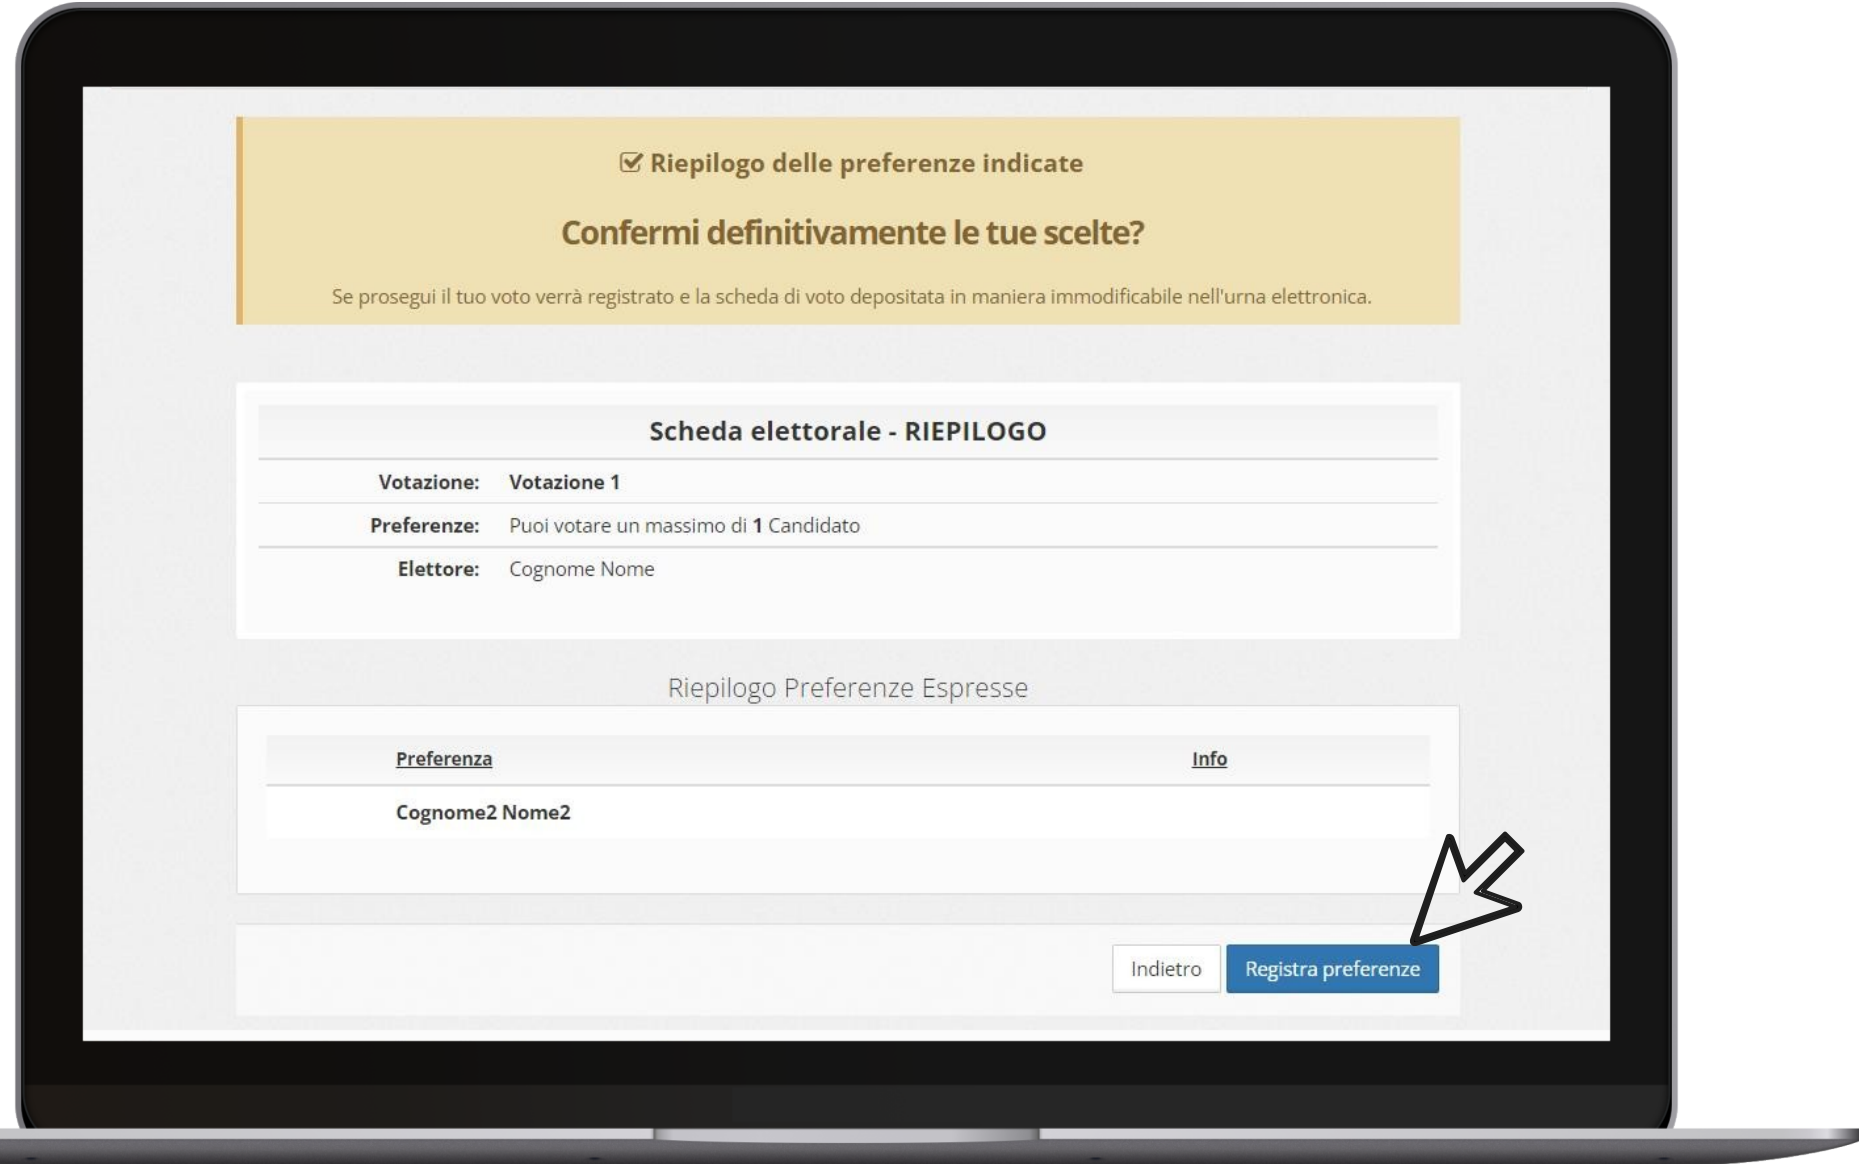 Riepilogo delle preferenze indicate
Confermi definitivamente le tue scelte?
Se prosegui il tuo voto verrà registrato e la scheda di voto depositata in maniera immodificabile nell'urna elettronica.
Scheda elettorale - RIEPILOGO
Votazione: Votazione 1
Preferenze: Puoi votare un massimo di 1 Candidato
Elettore: Cognome Nome
Riepilogo Preferenze Espresse
Preferenza Info
Cognome2 Nome2
Indietro Registra preferenze